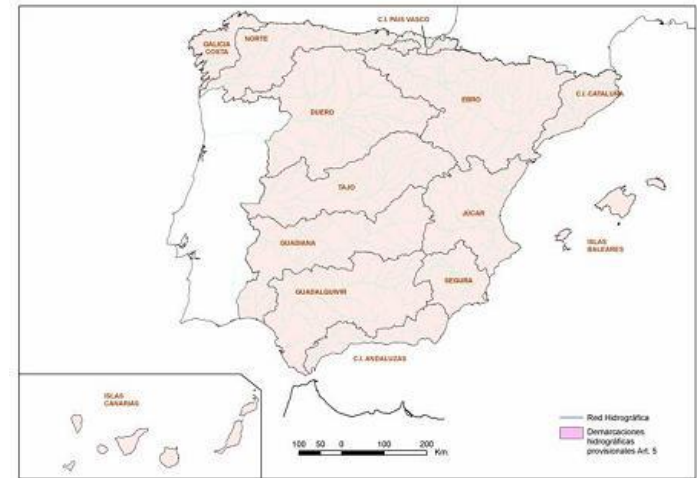 C.I. PAIS VASCO
GALICIA
COSTA
NORTE
DUERO
EBRO
C.I. CATALUÑA
TAJO
JÚCAR
GUADIANA
ISLAS
BALEARES
GUADALQUIVIR
SEGURA
C.I. ANDALUZAS
ISLAS
CANARIAS
Red Hidrográfica
Demarcaciones
hidrográficas
provisionales Art. 5
100 50 0 100 200
Km.